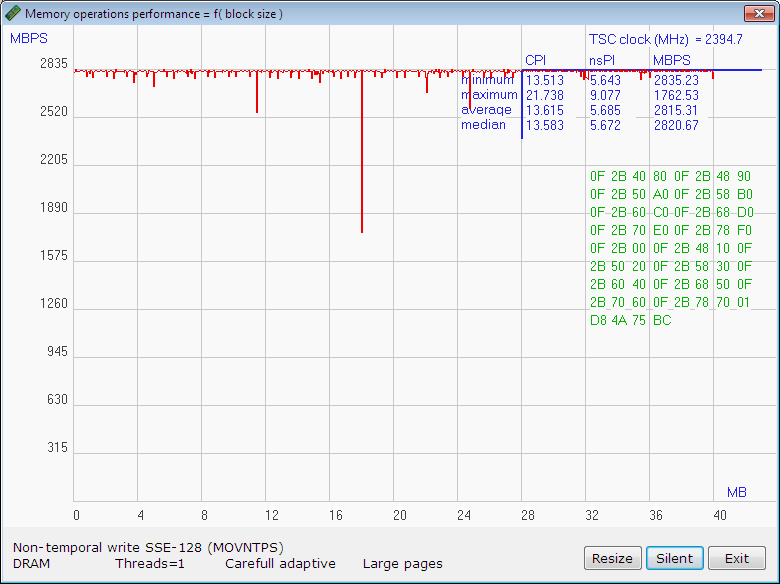 Memory operations performance = f( block size )
MBPS
TSC clock (MHz) = 2394.7
CPI nsPI MBPS
minimum 13.513 5.643 2835.23
maximum 21.738 9.077 1762.53
average 13.615 5.685 2815.31
median 13.583 5.672 2820.67
2835
2520
2205
1890
1575
1260
945
630
315
0F 2B 40 80 0F 2B 48 90
0F 2B 50 A0 0F 2B 58 B0
0F 2B 60 C0 0F 2B 68 D0
0F 2B 70 E0 0F 2B 78 F0
0F 2B 00 0F 2B 48 10 0F
2B 50 20 0F 2B 58 30 0F
2B 60 40 0F 2B 68 50 0F
2B 70 60 0F 2B 78 70 01
D8 4A 75 BC
MB
0 4 8 12 16 20 24 28 32 36 40
Non-temporal write SSE-128 (MOVNTPS)
DRAM Threads=1 Carefull adaptive Large pages
Resize Silent Exit